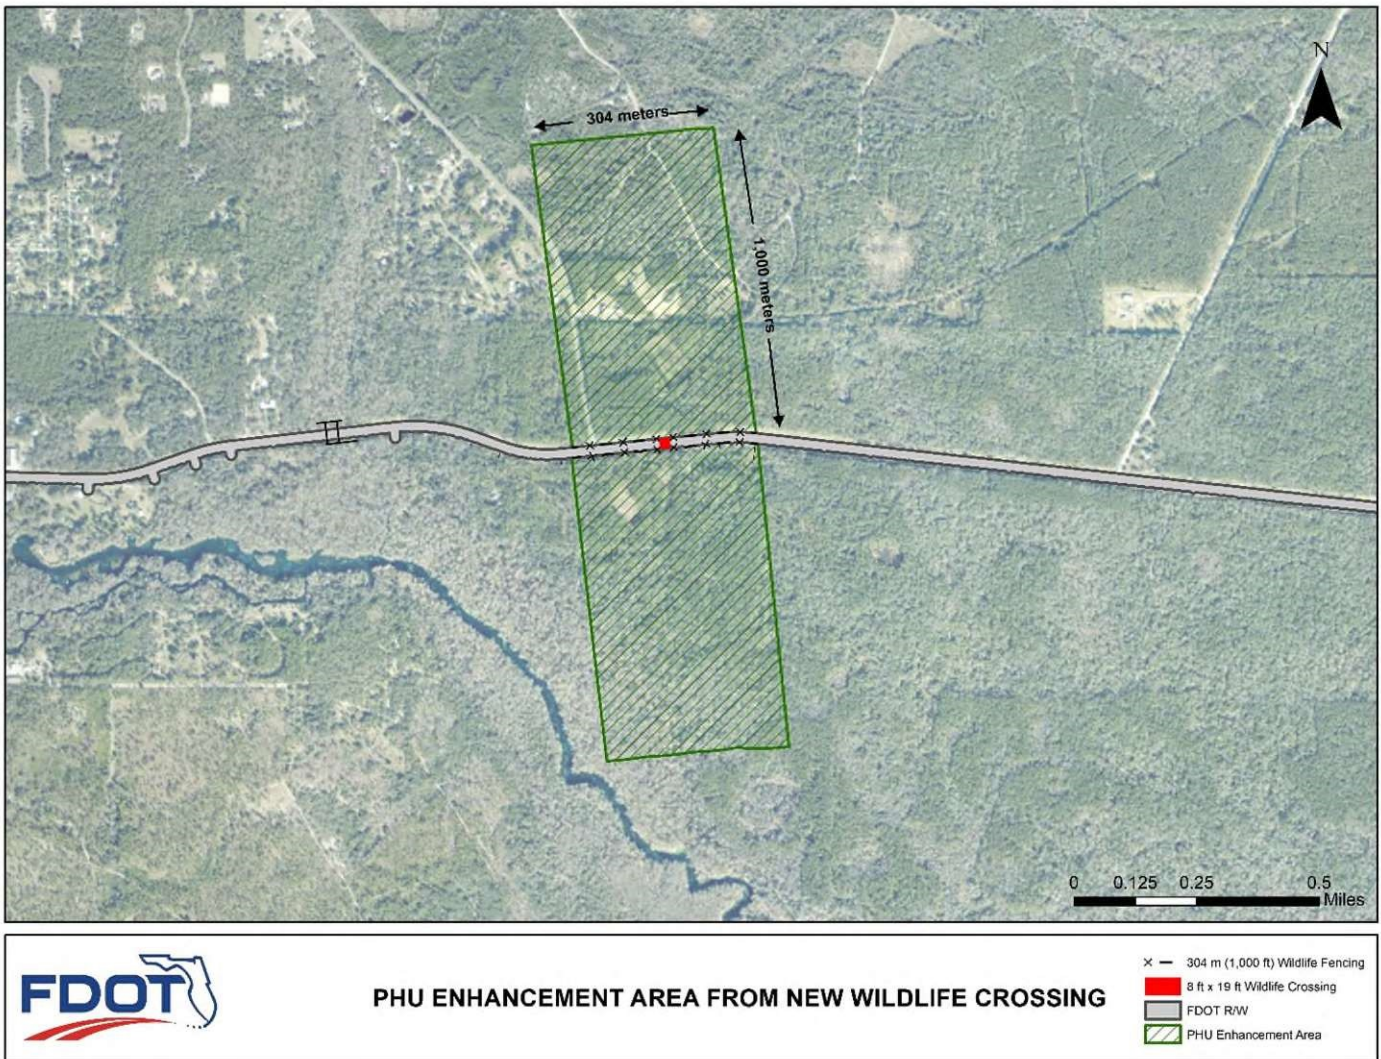 N
304 meters
1,000 meters
0 0.125 0.25 0.5
Miles
FDOT
PHU ENHANCEMENT AREA FROM NEW WILDLIFE CROSSING
304 m (1,000 ft) Wildlife Fencing
8 ft x 19 ft Wildlife Crossing
FDOT R/W
PHU Enhancement Area